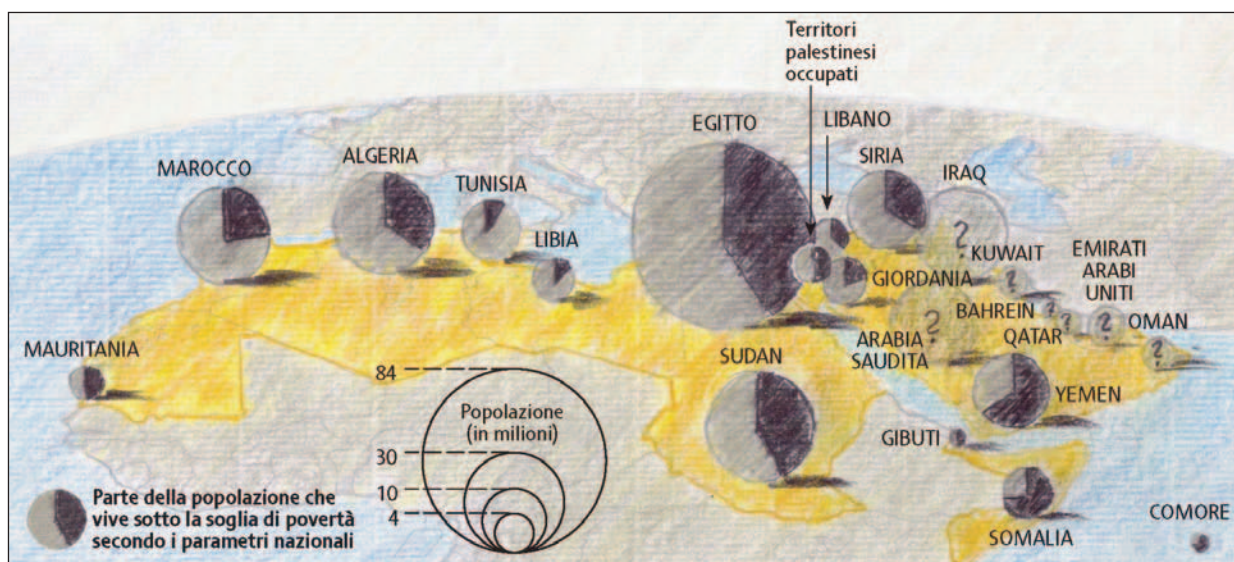 Territori
palestinesi
occupati
EGITTO
LIBANO
MAROCCO
ALGERIA
TUNISIA
SIRIA
IRAQ
LIBIA
?
KUWAIT
?
EMIRATI
ARABI
UNITI
GIORDANIA
BAHREIN
?
?
?
QATAR
OMAN
?
ARABIA
SAUDITA
?
MAURITANIA
SUDAN
YEMEN
GIBUTI
SOMALIA
COMORE
84
Popolazione
(in milioni)
30
10
4
Parte della popolazione che
vive sotto la soglia di povertà
secondo i parametri nazionali